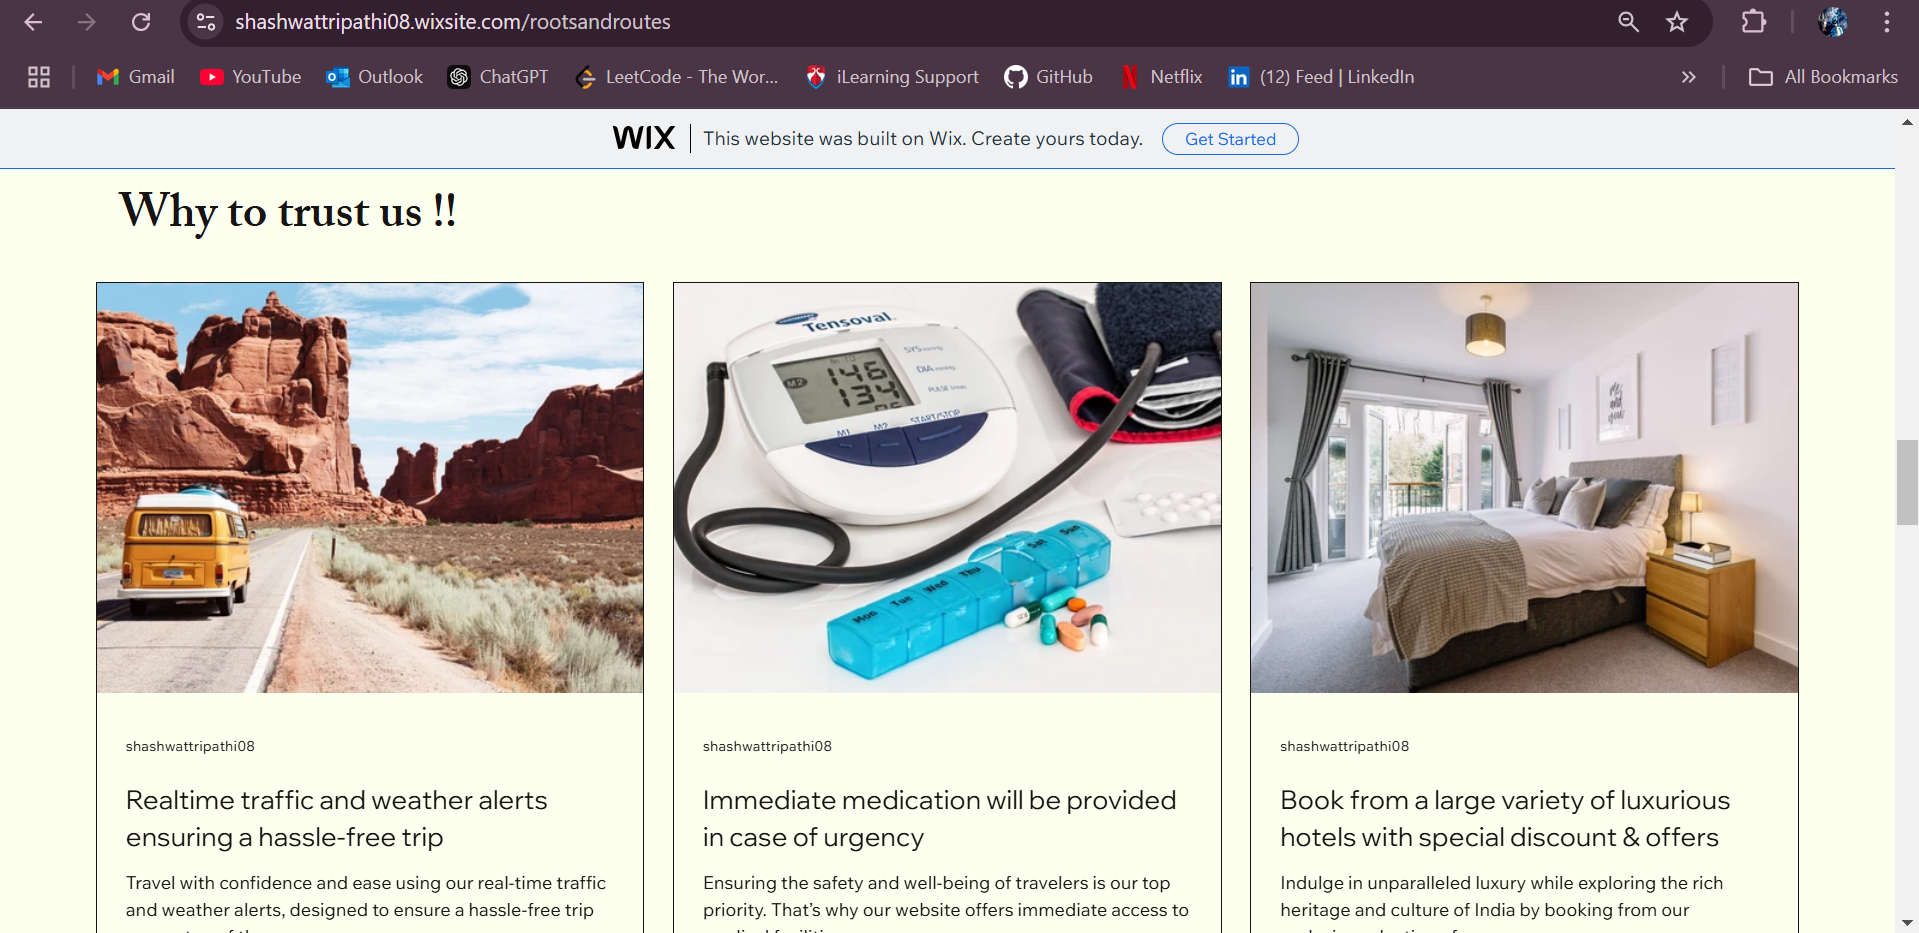 shashwattripathi08.wixsite.com/rootsandroutes
Gmail
YouTube
Outlook
ChatGPT
LeetCode - The Wor...
iLearning Support
GitHub
Netflix
(12) Feed | LinkedIn
All Bookmarks
WIX
This website was built on Wix. Create yours today.
Get Started
Why to trust us !!
Tensoval
SYS mmHg
146
DIA mmHg
134
M2
PULSE 1/min
START/STOP
M1
M2
Mon
Tue
Wed
Thu
Sat
Sun
shashwattripathi08
Realtime traffic and weather alerts
ensuring a hassle-free trip
Travel with confidence and ease using our real-time traffic
and weather alerts, designed to ensure a hassle-free trip
shashwattripathi08
Immediate medication will be provided
in case of urgency
Ensuring the safety and well-being of travelers is our top
priority. That’s why our website offers immediate access to
shashwattripathi08
Book from a large variety of luxurious
hotels with special discount & offers
Indulge in unparalleled luxury while exploring the rich
heritage and culture of India by booking from our